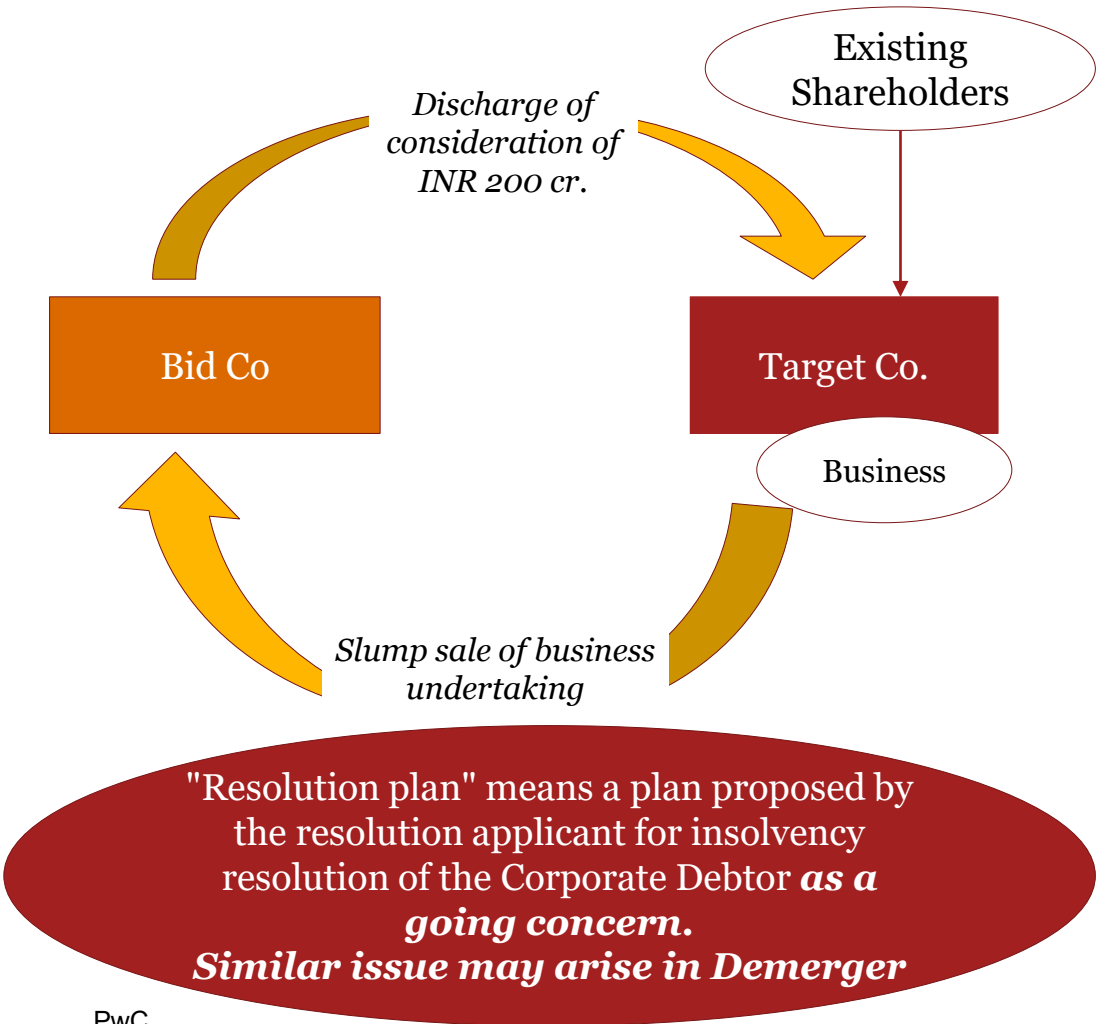 Existing
Shareholders
Discharge of
consideration of
INR 200 cr.
Bid Co
Target Co.
Business
Slump sale of business
undertaking
"Resolution plan" means a plan proposed by
the resolution applicant for insolvency
resolution of the Corporate Debtor as a
going concern.
Similar issue may arise in Demerger
PwC